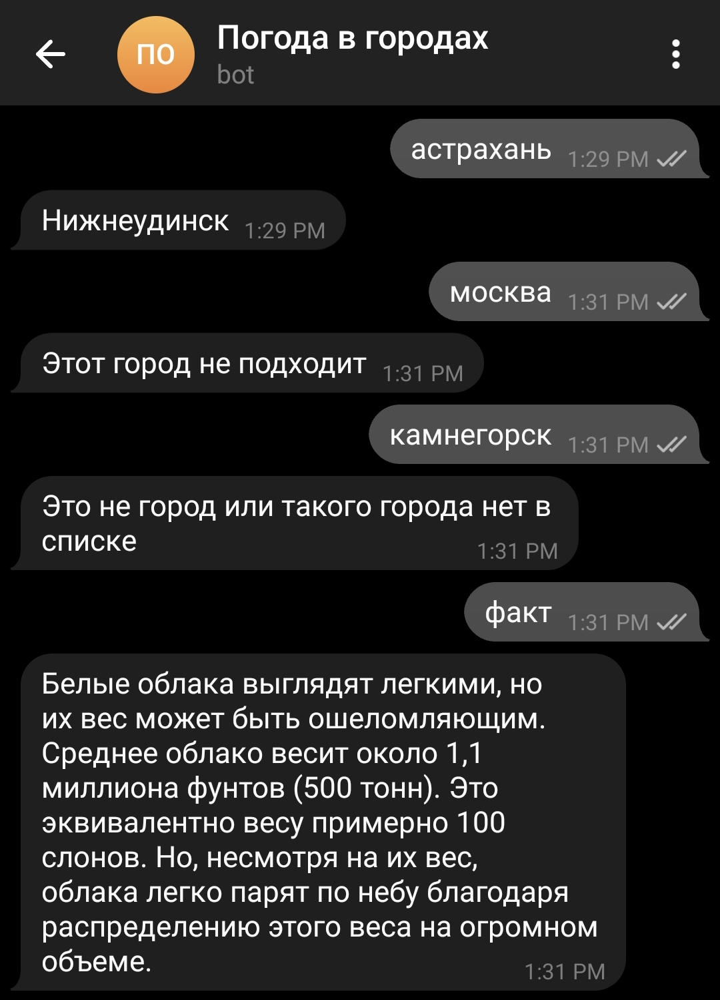 ПО
Погода в городах
bot
астрахань 1:29 PM
Нижнеудинск 1:29 PM
москва 1:31 PM
Этот город не подходит 1:31 PM
камнегорск 1:31 PM
Это не город или такого города нет в
списке 1:31 PM
факт 1:31 PM
Белые облака выглядят легкими, но
их вес может быть ошеломляющим.
Среднее облако весит около 1,1
миллиона фунтов (500 тонн). Это
эквивалентно весу примерно 100
слонов. Но, несмотря на их вес,
облака легко парят по небу благодаря
распределению этого веса на огромном
объеме. 1:31 PM